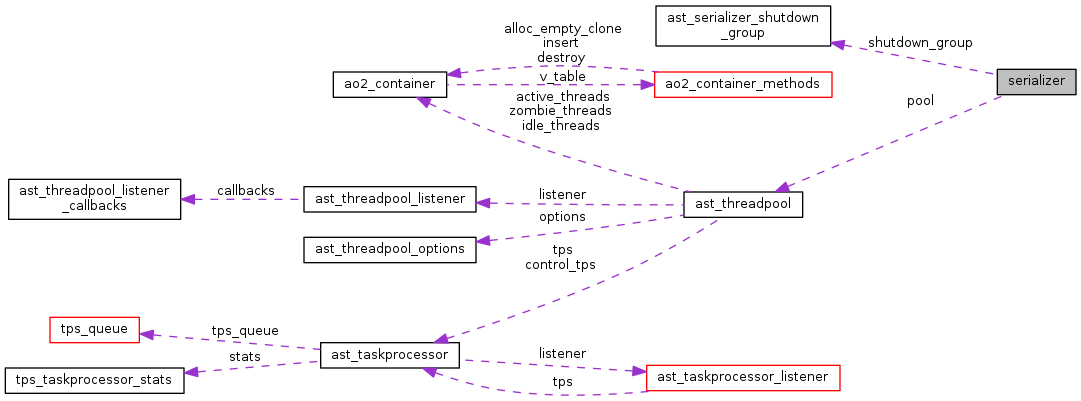 ast_serializer_shutdown
_group
shutdown_group
serializer
alloc_empty_clone
insert
destroy
v_table
ao2_container
ao2_container_methods
active_threads
zombie_threads
idle_threads
pool
ast_threadpool_listener
_callbacks
callbacks
ast_threadpool_listener
listener
ast_threadpool
options
ast_threadpool_options
tps
control_tps
tps_queue
tps_queue
stats
ast_taskprocessor
listener
tps_taskprocessor_stats
tps
ast_taskprocessor_listener